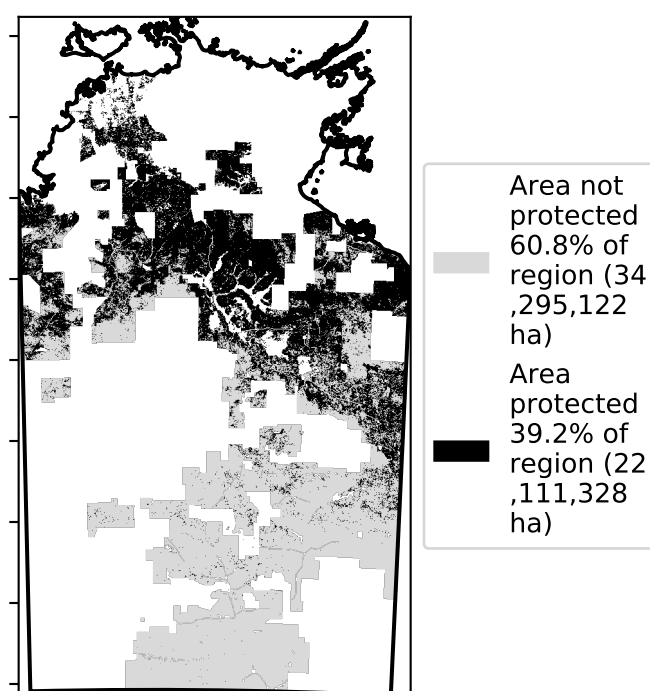 Area not
protected
60.8% of
region (34
,295,122
ha)
Area
protected
39.2% of
region (22
,111,328
ha)